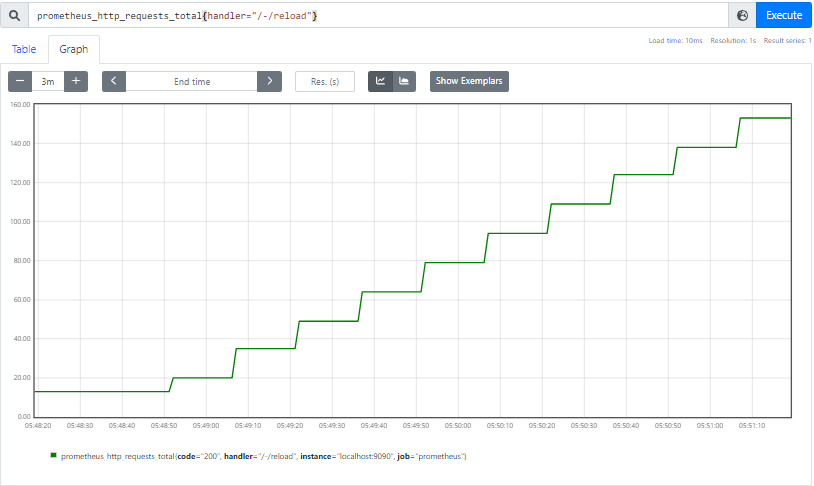 prometheus_http_requests_total{handler="/-/reload"}
Execute
Load time: 10ms Resolution: 1s Result series: 1
Table Graph
3m End time Res. (s) Show Exemplars
160.00
140.00
120.00
100.00
80.00
60.00
40.00
20.00
0.00
05:48:20 05:48:30 05:48:40 05:48:50 05:49:00 05:49:10 05:49:20 05:49:30 05:49:40 05:49:50 05:50:00 05:50:10 05:50:20 05:50:30 05:50:40 05:50:50 05:51:00 05:51:10
prometheus_http_requests_total{code="200", handler="/-/reload", instance="localhost:9090", job="prometheus"}